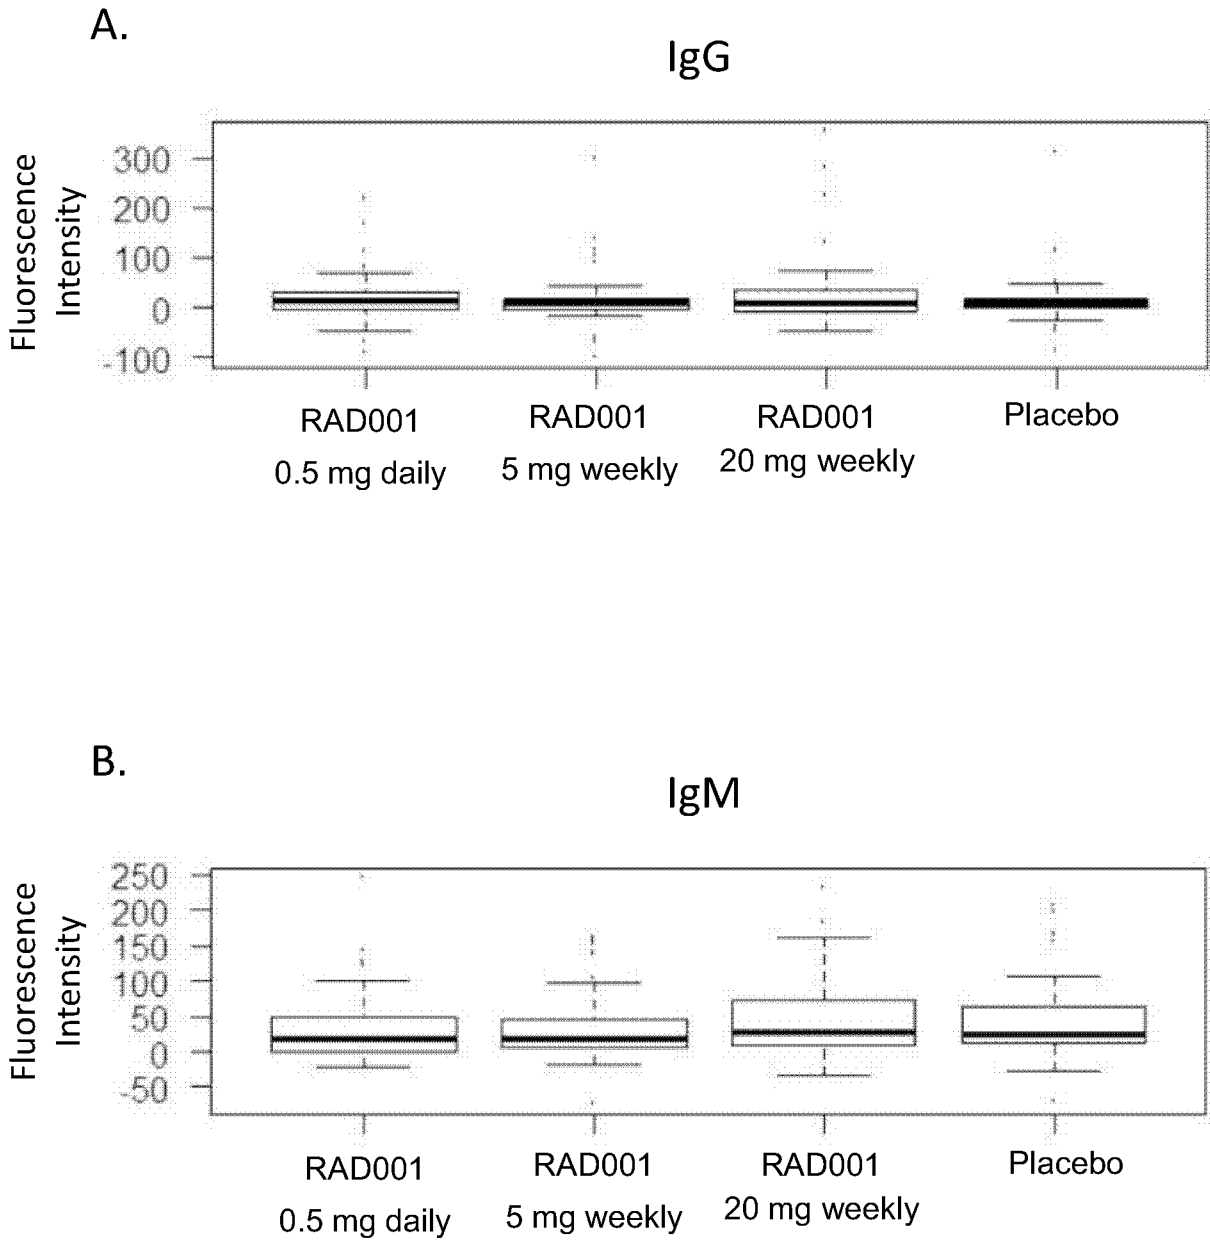 A.
IgG
Fluorescence
Intensity
300
200
100
0
-100
RAD001
0.5 mg daily
RAD001
5 mg weekly
RAD001
20 mg weekly
Placebo
B.
IgM
Fluorescence
Intensity
250
200
150
100
50
0
-50
RAD001
0.5 mg daily
RAD001
5 mg weekly
RAD001
20 mg weekly
Placebo